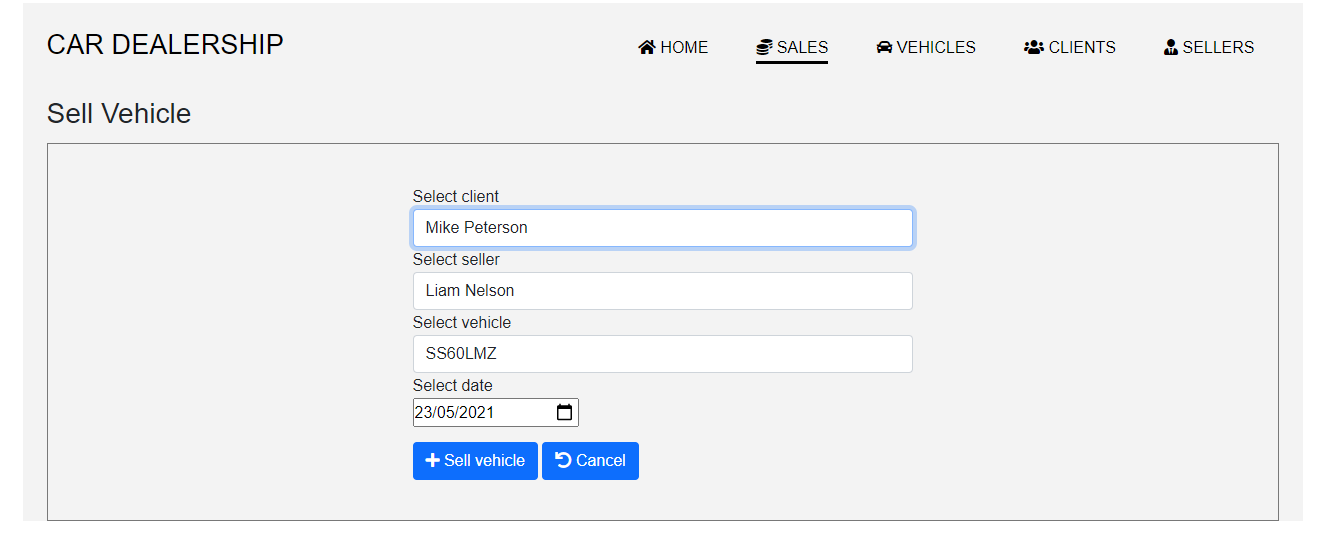 CAR DEALERSHIP
HOME SALES VEHICLES CLIENTS SELLERS
Sell Vehicle
Select client
Mike Peterson
Select seller
Liam Nelson
Select vehicle
SS60LMZ
Select date
23/05/2021
Sell vehicle Cancel